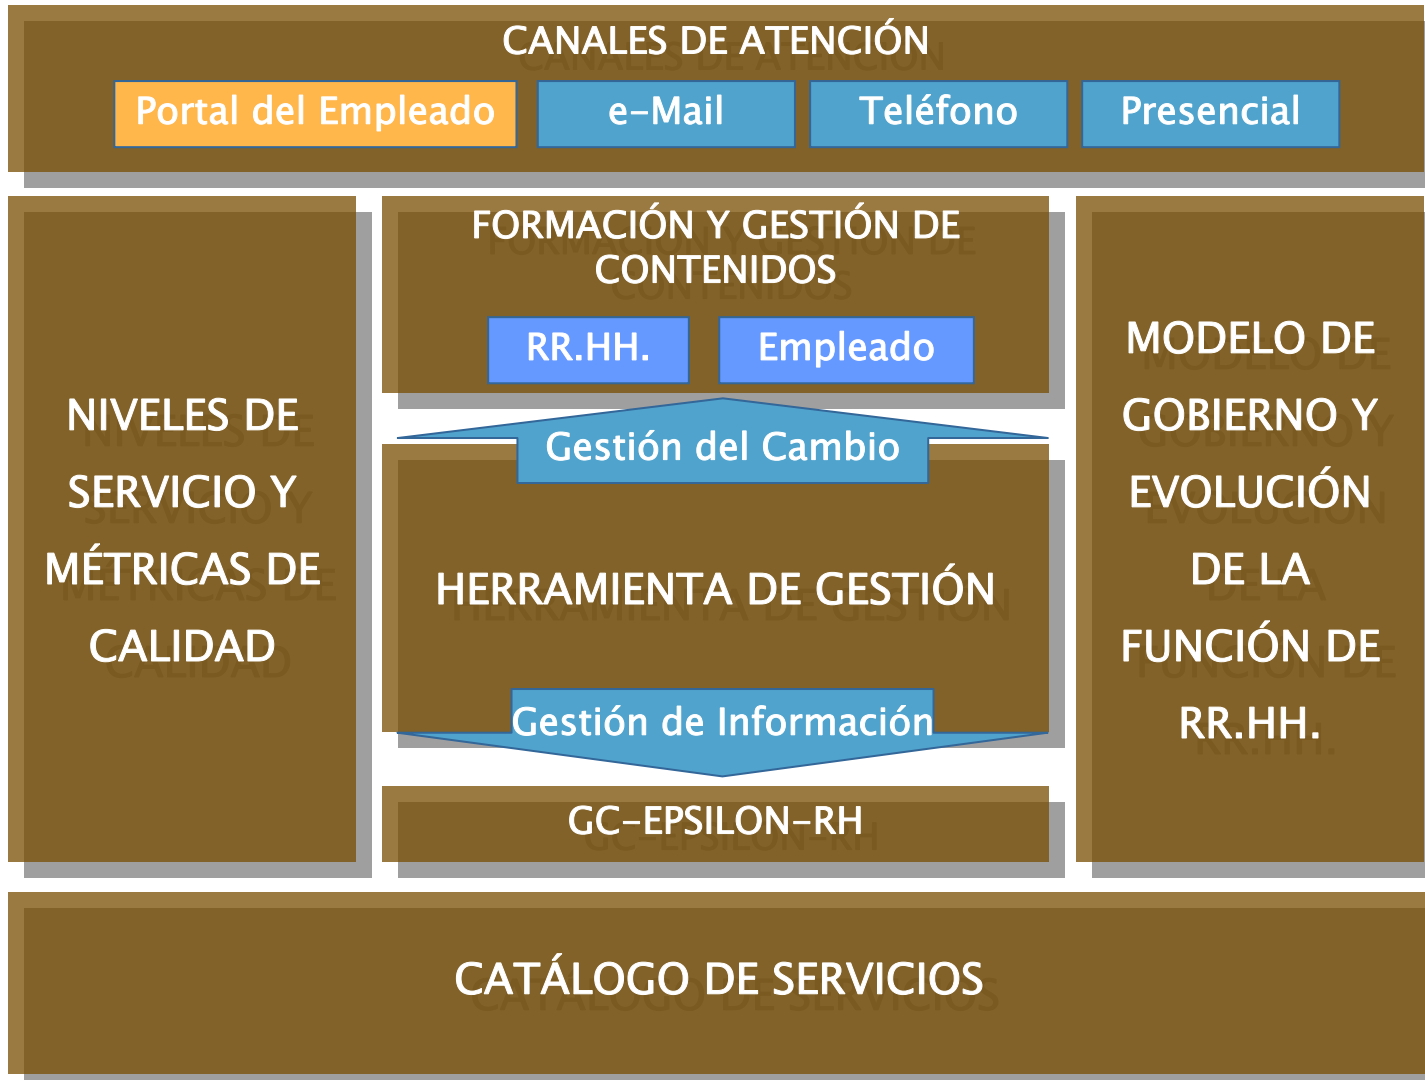 CANALES DE ATENCIÓN
Portal del Empleado
e-Mail
Teléfono
Presencial
NIVELES DE
SERVICIO Y
MÉTRICAS DE
CALIDAD
FORMACIÓN Y GESTIÓN DE
CONTENIDOS
RR.HH.
Empleado
Gestión del Cambio
HERRAMIENTA DE GESTIÓN
Gestión de Información
GC-EPSILON-RH
MODELO DE
GOBIERNO Y
EVOLUCIÓN
DE LA
FUNCIÓN DE
RR.HH.
CATÁLOGO DE SERVICIOS